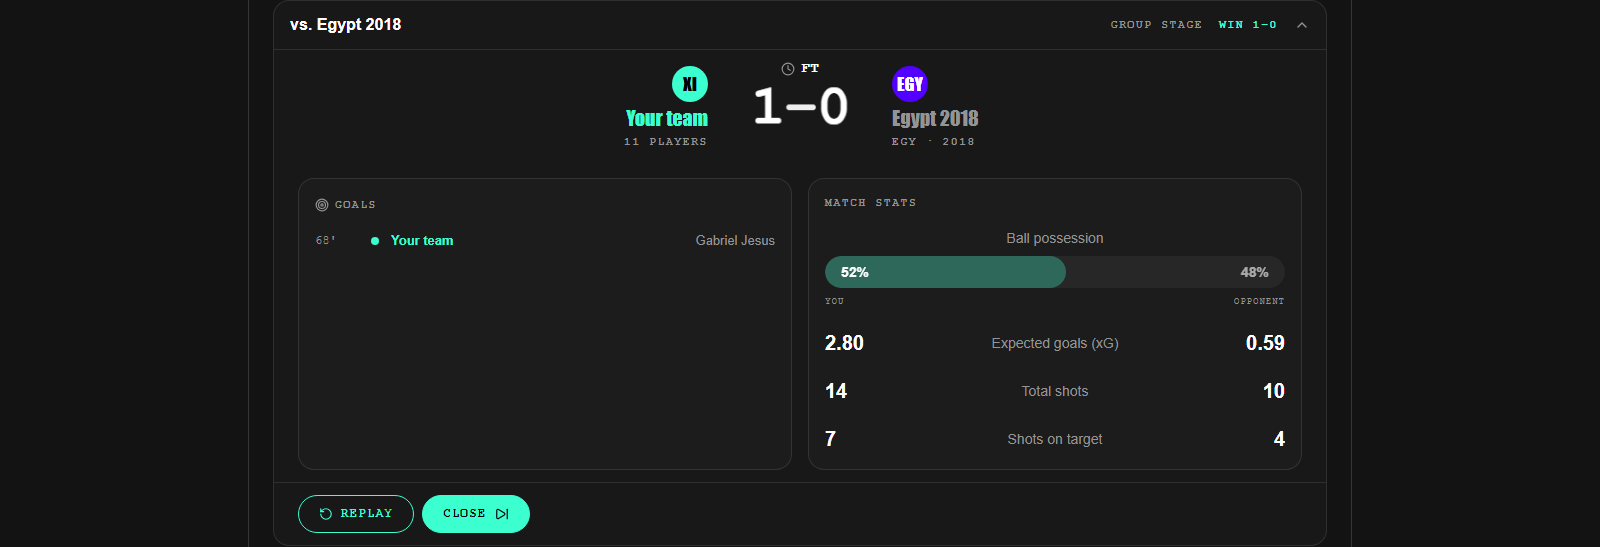 vs. Egypt 2018
GROUP STAGE WIN 1–0
XI
Your team
11 PLAYERS
FT
1–0
EGY
Egypt 2018
EGY · 2018
GOALS
68' Your team Gabriel Jesus
MATCH STATS
Ball possession
52% 48%
YOU OPPONENT
2.80 Expected goals (xG) 0.59
14 Total shots 10
7 Shots on target 4
REPLAY
CLOSE